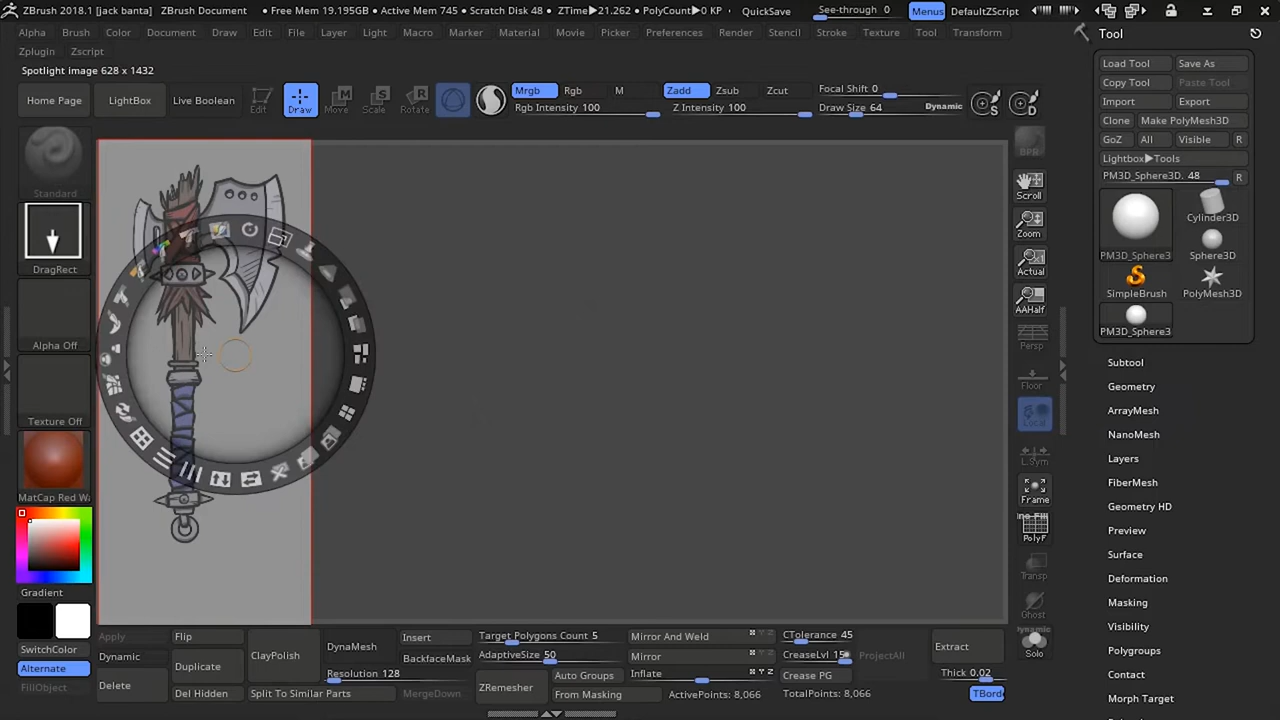 ZBrush 2018.1 [jack banta] ZBrush Document • Free Mem 19.195GB • Active Mem 745 • Scratch Disk 48 • ZTime▶21.262 • PolyCount▶0 KP QuickSave See-through 0 Menus DefaultZScript
Alpha Brush Color Document Draw Edit File Layer Light Macro Marker Material Movie Picker Preferences Render Stencil Stroke Texture Tool Transform
Zplugin Zscript
Spotlight image 628 x 1432
Home Page LightBox Live Boolean Edit Draw Move Scale Rotate
Mrgb Rgb M Zadd Zsub Zcut Focal Shift 0
Rgb Intensity 100 Z Intensity 100 Draw Size 64 Dynamic
S D
Standard
DragRect
Alpha Off
Texture Off
MatCap Red Wa
Gradient
SwitchColor
Alternate
FillObject
BPR
Scroll
Zoom
Actual
AAHalf
Persp
Floor
Local
L.Sym
Frame
PolyF
Transp
Ghost
Dynamic
Solo
Tool
Load Tool Save As
Copy Tool Paste Tool
Import Export
Clone Make PolyMesh3D
GoZ All Visible R
Lightbox▶Tools
PM3D_Sphere3D. 48 R
Cylinder3D
PM3D_Sphere3 Sphere3D
SimpleBrush PolyMesh3D
PM3D_Sphere3
Subtool
Geometry
ArrayMesh
NanoMesh
Layers
FiberMesh
Geometry HD
Preview
Surface
Deformation
Masking
Visibility
Polygroups
Contact
Morph Target
Apply Flip ClayPolish DynaMesh Insert Target Polygons Count 5 Mirror And Weld CTolerance 45 Extract
Dynamic Duplicate BackfaceMask AdaptiveSize 50 Mirror CreaseLvl 15 ProjectAll
Resolution 128 ZRemesher Auto Groups Inflate Crease PG Thick 0.02
Delete Del Hidden Split To Similar Parts MergeDown From Masking ActivePoints: 8,066 TotalPoints: 8,066 TBorde